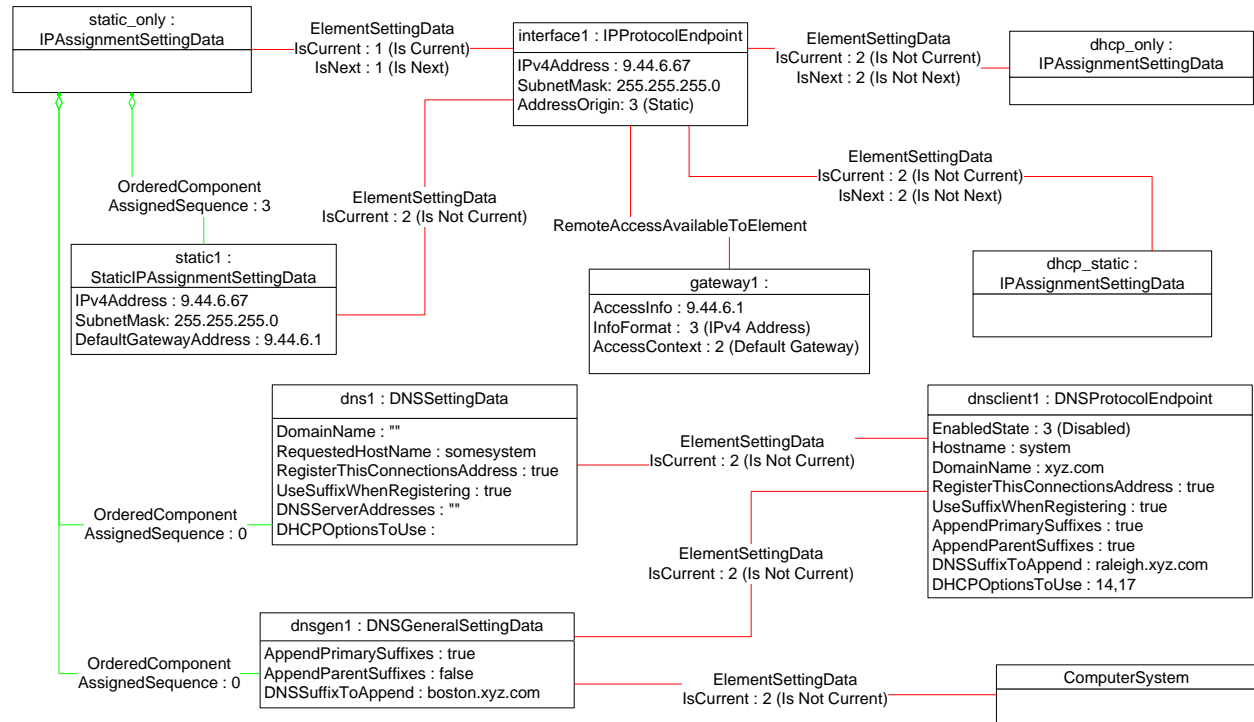 static_only :
IPAssignmentSettingData
ElementSettingData
IsCurrent : 1 (Is Current)
IsNext : 1 (Is Next)
interface1 : IPProtocolEndpoint
IPv4Address : 9.44.6.67
SubnetMask: 255.255.255.0
AddressOrigin: 3 (Static)
ElementSettingData
IsCurrent : 2 (Is Not Current)
IsNext : 2 (Is Not Next)
dhcp_only :
IPAssignmentSettingData
OrderedComponent
AssignedSequence : 3
ElementSettingData
IsCurrent : 2 (Is Not Current)
ElementSettingData
IsCurrent : 2 (Is Not Current)
IsNext : 2 (Is Not Next)
RemoteAccessAvailableToElement
static1 :
StaticIPAssignmentSettingData
IPv4Address : 9.44.6.67
SubnetMask: 255.255.255.0
DefaultGatewayAddress : 9.44.6.1
gateway1 :
AccessInfo : 9.44.6.1
InfoFormat : 3 (IPv4 Address)
AccessContext : 2 (Default Gateway)
dhcp_static :
IPAssignmentSettingData
dns1 : DNSSettingData
DomainName : ""
RequestedHostName : somesystem
RegisterThisConnectionsAddress : true
UseSuffixWhenRegistering : true
DNSServerAddresses : ""
DHCPOptionsToUse :
ElementSettingData
IsCurrent : 2 (Is Not Current)
dnsclient1 : DNSProtocolEndpoint
EnabledState : 3 (Disabled)
Hostname : system
DomainName : xyz.com
RegisterThisConnectionsAddress : true
UseSuffixWhenRegistering : true
AppendPrimarySuffixes : true
AppendParentSuffixes : true
DNSSuffixToAppend : raleigh.xyz.com
DHCPOptionsToUse : 14,17
OrderedComponent
AssignedSequence : 0
ElementSettingData
IsCurrent : 2 (Is Not Current)
dnsgen1 : DNSGeneralSettingData
AppendPrimarySuffixes : true
AppendParentSuffixes : false
DNSSuffixToAppend : boston.xyz.com
OrderedComponent
AssignedSequence : 0
ElementSettingData
IsCurrent : 2 (Is Not Current)
ComputerSystem